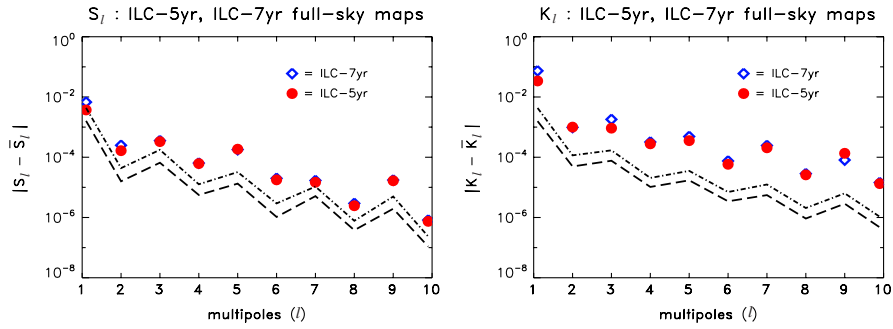 S_l : ILC–5yr, ILC–7yr full–sky maps
10^0
10^−2
10^−4
10^−6
10^−8
|S_l − S̅_l|
= ILC–7yr
= ILC–5yr
1 2 3 4 5 6 7 8 9 10
multipoles (l)
K_l : ILC–5yr, ILC–7yr full–sky maps
10^0
10^−2
10^−4
10^−6
10^−8
|K_l − K̅_l|
= ILC–7yr
= ILC–5yr
1 2 3 4 5 6 7 8 9 10
multipoles (l)